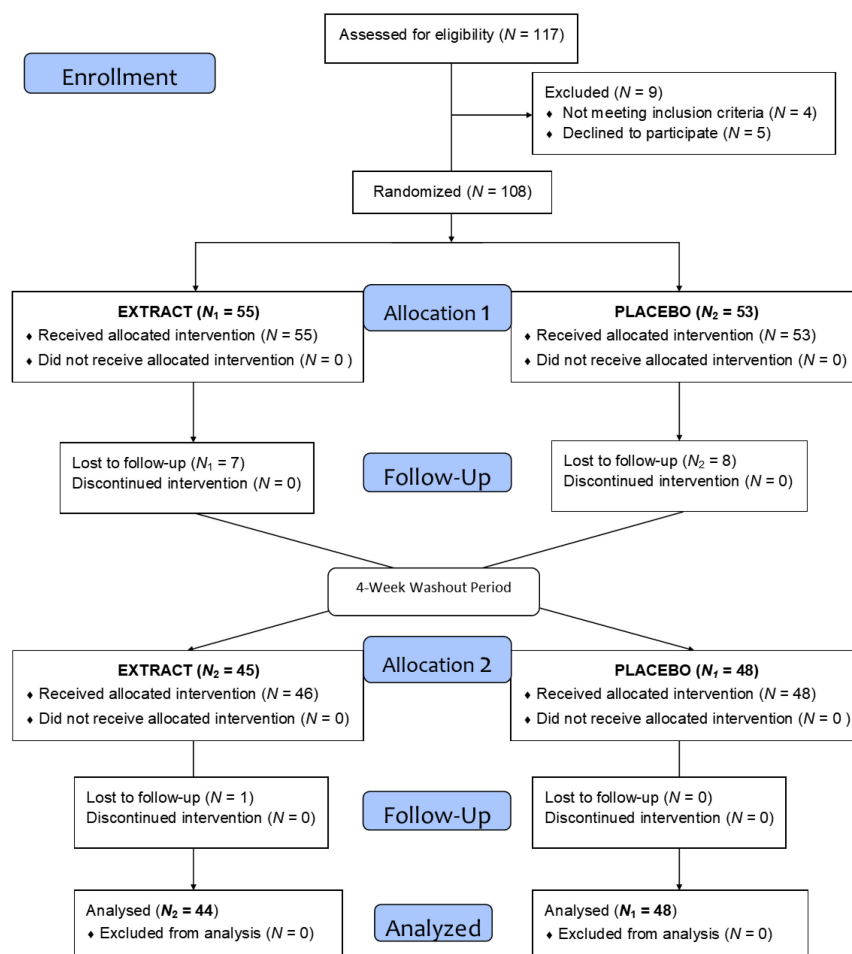 Assessed for eligibility (N = 117)
Enrollment
Excluded (N = 9)
♦ Not meeting inclusion criteria (N = 4)
♦ Declined to participate (N = 5)
Randomized (N = 108)
EXTRACT (N₁ = 55)
♦ Received allocated intervention (N = 55)
♦ Did not receive allocated intervention (N = 0 )
Allocation 1
PLACEBO (N₂ = 53)
♦ Received allocated intervention (N = 53)
♦ Did not receive allocated intervention (N = 0)
Lost to follow-up (N₁ = 7)
Discontinued intervention (N = 0)
Follow-Up
Lost to follow-up (N₂ = 8)
Discontinued intervention (N = 0)
4-Week Washout Period
EXTRACT (N₂ = 45)
♦ Received allocated intervention (N = 46)
♦ Did not receive allocated intervention (N = 0)
Allocation 2
PLACEBO (N₁ = 48)
♦ Received allocated intervention (N = 48)
♦ Did not receive allocated intervention (N = 0 )
Lost to follow-up (N = 1)
Discontinued intervention (N = 0)
Follow-Up
Lost to follow-up (N = 0)
Discontinued intervention (N = 0)
Analysed (N₂ = 44)
♦ Excluded from analysis (N = 0)
Analyzed
Analysed (N₁ = 48)
♦ Excluded from analysis (N = 0)